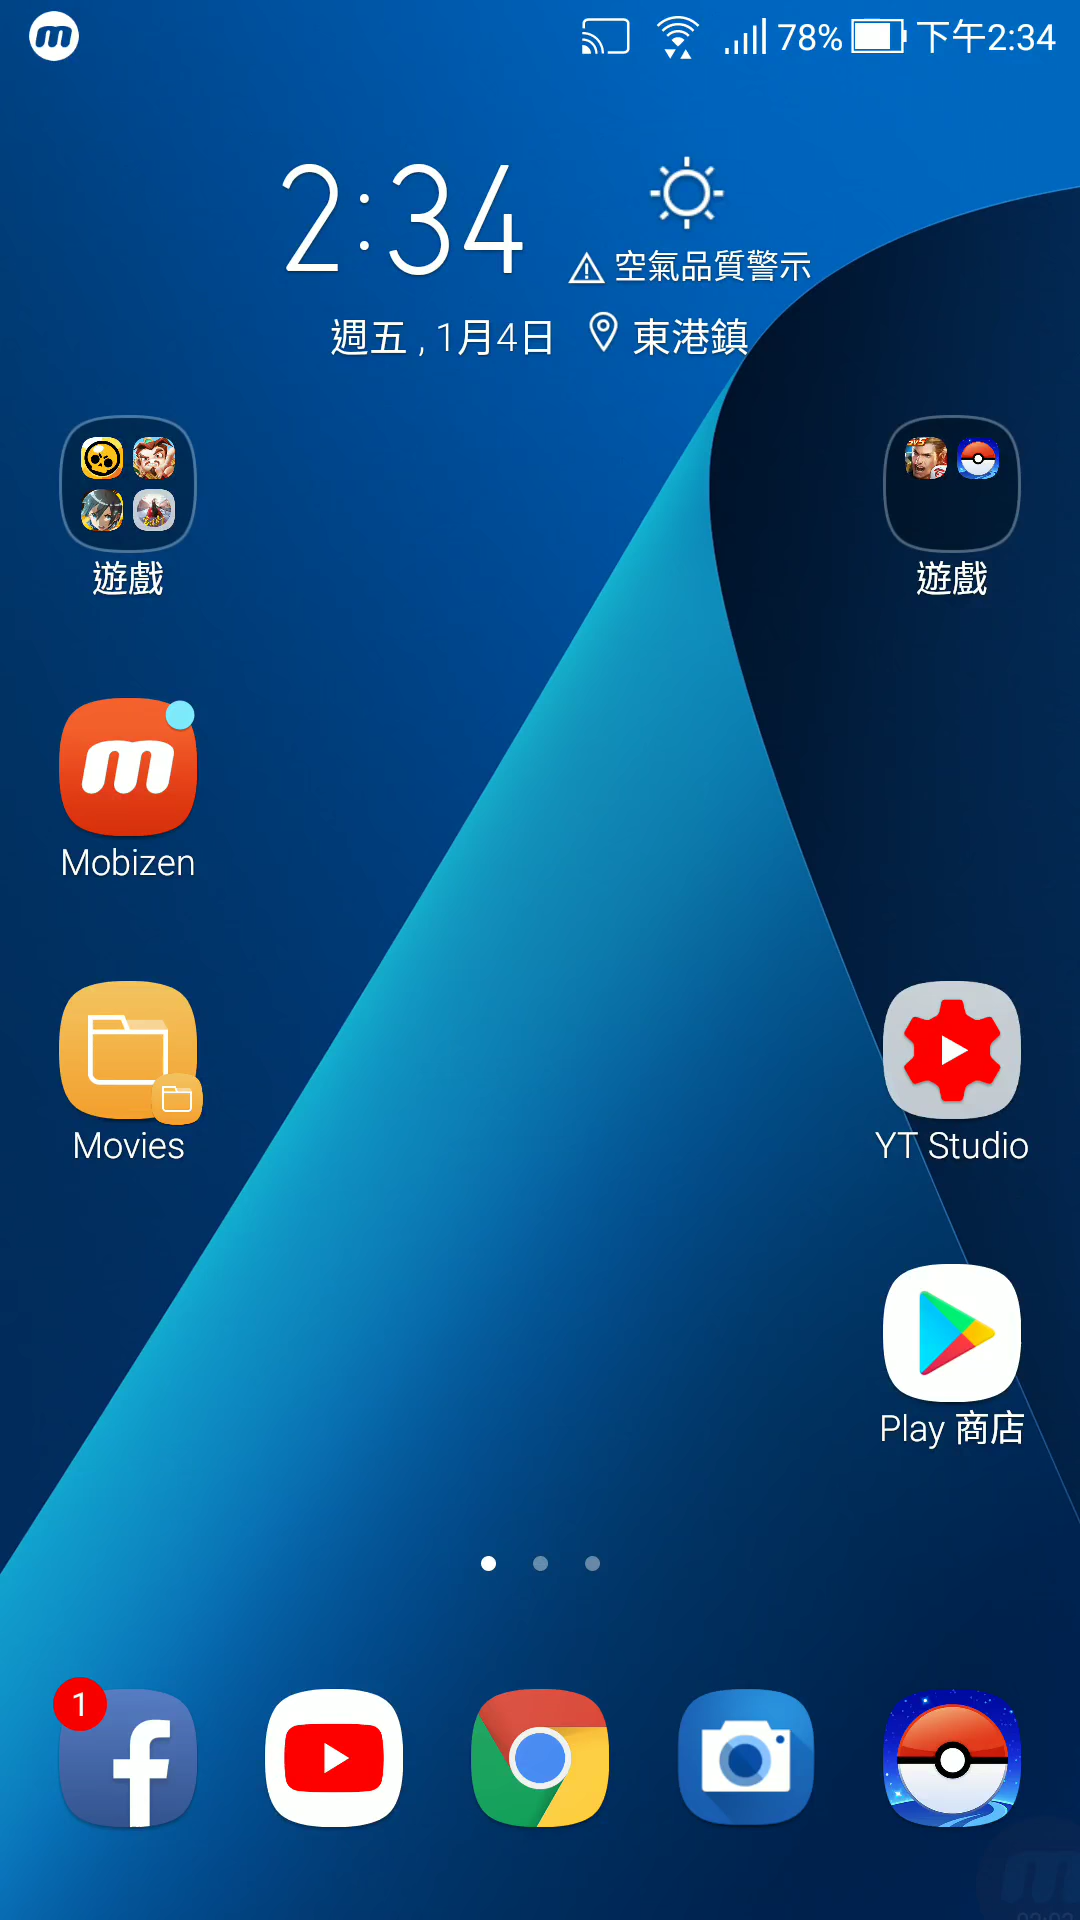 78% 下午2:34
2:34
空氣品質警示
週五 , 1月4日 東港鎮
5v5
遊戲 遊戲
Mobizen
Movies YT Studio
Play 商店
1